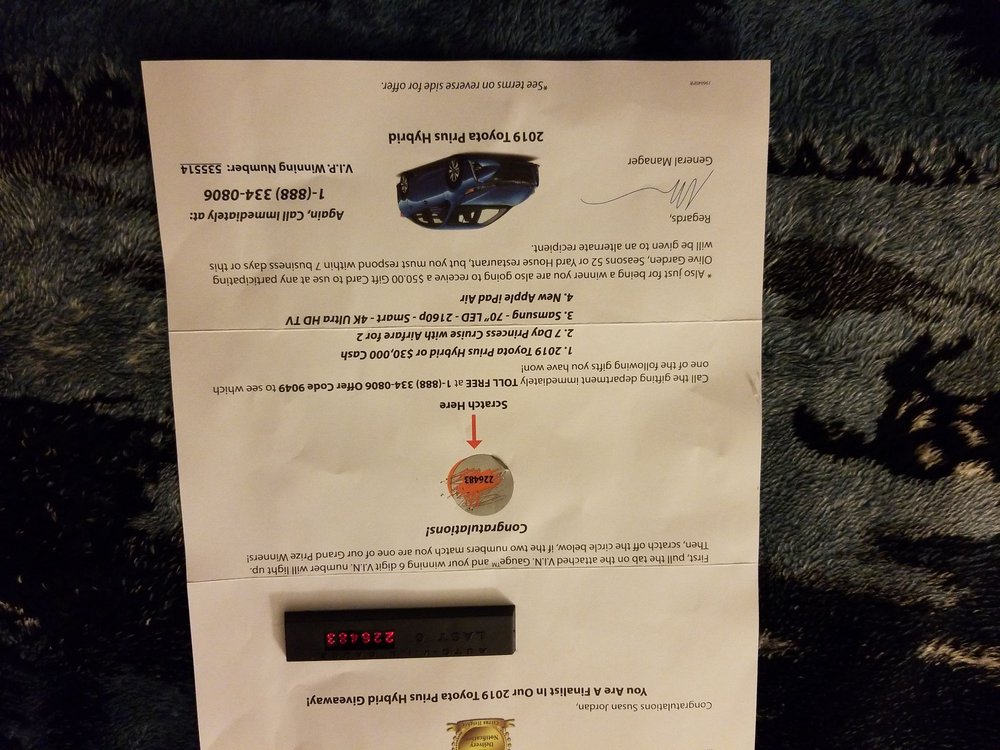 Delivery
Notification
Citrus Heights
Congratulations Susan Jordan,
You Are A Finalist In Our 2019 Toyota Prius Hybrid Giveaway!
AUTO V.I.N GAUGE
LAST 6
226483
First, pull the tab on the attached V.I.N. Gauge™ and your winning 6 digit V.I.N. number will light up.
Then, scratch off the circle below, if the two numbers match you are one of our Grand Prize Winners!
Congratulations!
226483
Scratch Here
Call the gifting department immediately TOLL FREE at 1-(888) 334-0806 Offer Code 9049 to see which
one of the following gifts you have won!
1. 2019 Toyota Prius Hybrid or $30,000 Cash
2. 7 Day Princess Cruise with Airfare for 2
3. Samsung - 70" LED - 2160p - Smart - 4K Ultra HD TV
4. New Apple iPad Air
* Also just for being a winner you are also going to receive a $50.00 Gift Card to use at any participating
Olive Garden, Seasons 52 or Yard House restaurant, but you must respond within 7 business days or this
will be given to an alternate recipient.
Regards,
General Manager
2019 Toyota Prius Hybrid
Again, Call Immediately at:
1-(888) 334-0806
V.I.P. Winning Number: 535514
*See terms on reverse side for offer.